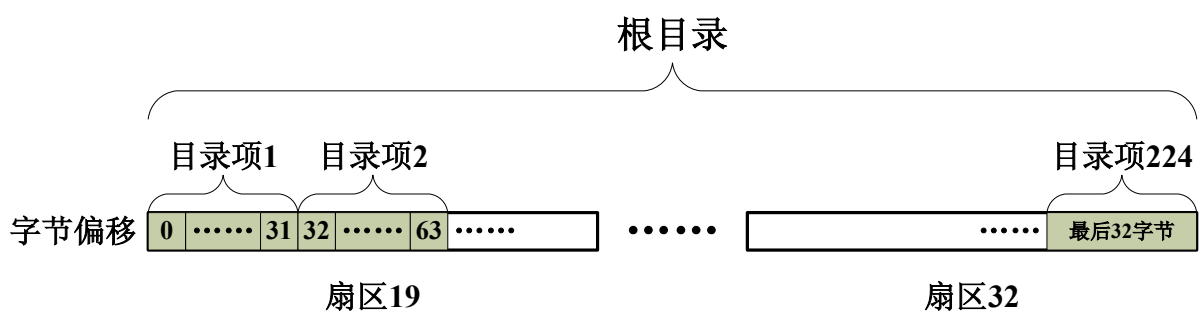 根目录
目录项1 目录项2 目录项224
字节偏移 0 …… 31 32 …… 63 …… …… …… 最后32字节
扇区19 扇区32